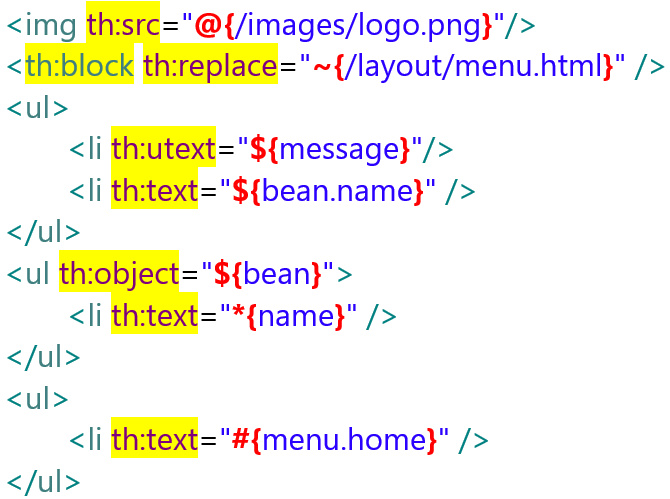 <img th:src="@{/images/logo.png}"/>
<th:block th:replace="~{/layout/menu.html}" />
<ul>
<li th:utext="${message}"/>
<li th:text="${bean.name}" />
</ul>
<ul th:object="${bean}">
<li th:text="*{name}" />
</ul>
<ul>
<li th:text="#{menu.home}" />
</ul>